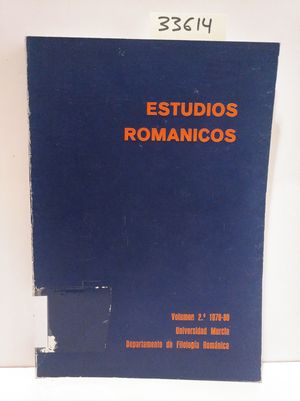 33614
ESTUDIOS
ROMANICOS
Volumen 2.º 1979-80
Universidad Murcia
Departamento de Filología Románica